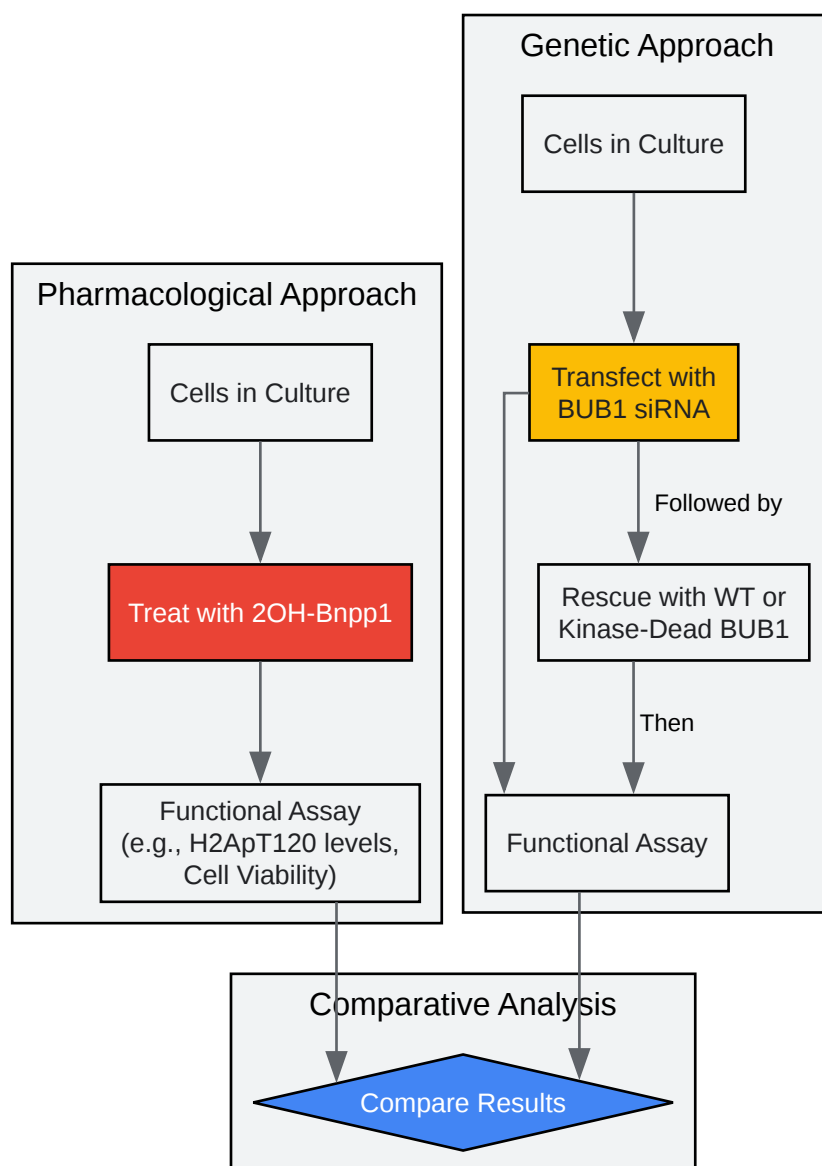 Genetic Approach
Cells in Culture
Transfect with
BUB1 siRNA
Followed by
Rescue with WT or
Kinase-Dead BUB1
Then
Functional Assay
Pharmacological Approach
Cells in Culture
Treat with 2OH-Bnpp1
Functional Assay
(e.g., H2ApT120 levels,
Cell Viability)
Comparative Analysis
Compare Results